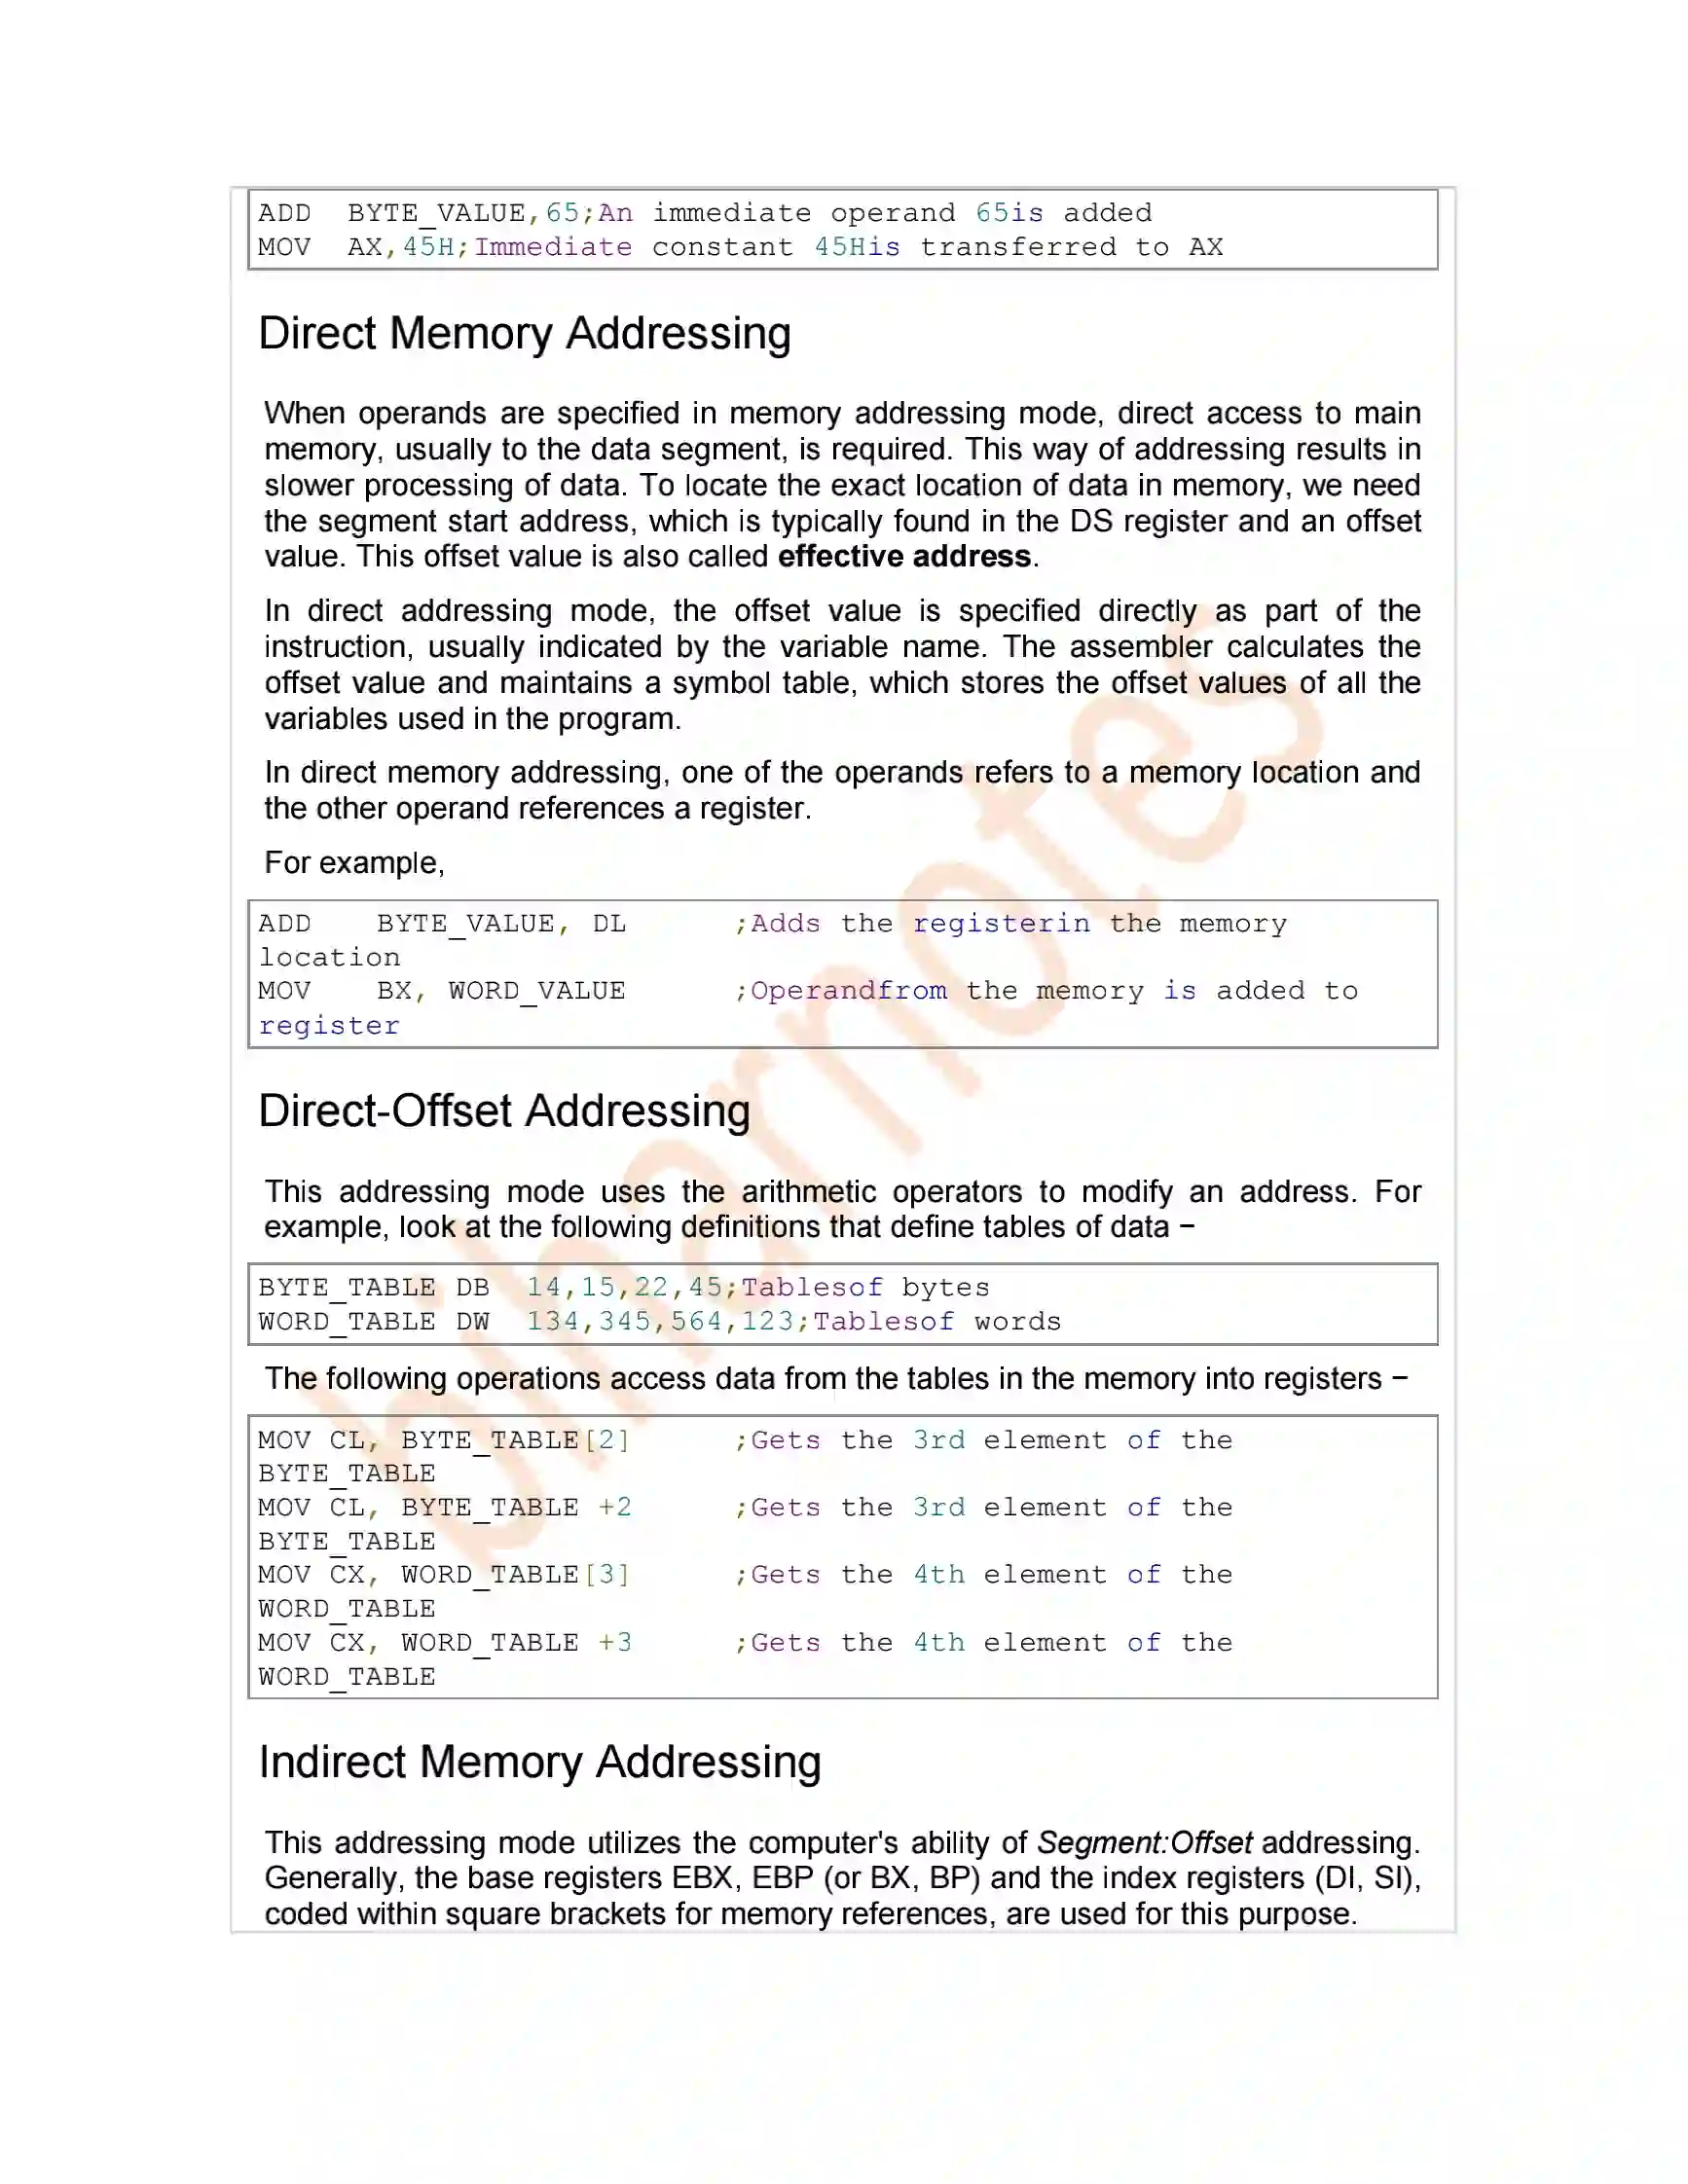 ADD  BYTE_VALUE,65;An immediate operand 65is added
MOV  AX,45H;Immediate constant 45His transferred to AX
Direct Memory Addressing
When operands are specified in memory addressing mode, direct access to main
memory, usually to the data segment, is required. This way of addressing results in
slower processing of data. To locate the exact location of data in memory, we need
the segment start address, which is typically found in the DS register and an offset
value. This offset value is also called effective address.
In direct addressing mode, the offset value is specified directly as part of the
instruction, usually indicated by the variable name. The assembler calculates the
offset value and maintains a symbol table, which stores the offset values of all the
variables used in the program.
In direct memory addressing, one of the operands refers to a memory location and
the other operand references a register.
For example,
ADD    BYTE_VALUE, DL      ;Adds the registerin the memory
location
MOV    BX, WORD_VALUE      ;Operandfrom the memory is added to
register
Direct-Offset Addressing
This addressing mode uses the arithmetic operators to modify an address. For
example, look at the following definitions that define tables of data −
BYTE_TABLE DB  14,15,22,45;Tablesof bytes
WORD_TABLE DW  134,345,564,123;Tablesof words
The following operations access data from the tables in the memory into registers −
MOV CL, BYTE_TABLE[2]      ;Gets the 3rd element of the
BYTE_TABLE
MOV CL, BYTE_TABLE +2      ;Gets the 3rd element of the
BYTE_TABLE
MOV CX, WORD_TABLE[3]      ;Gets the 4th element of the
WORD_TABLE
MOV CX, WORD_TABLE +3      ;Gets the 4th element of the
WORD_TABLE
Indirect Memory Addressing
This addressing mode utilizes the computer's ability of Segment:Offset addressing.
Generally, the base registers EBX, EBP (or BX, BP) and the index registers (DI, SI),
coded within square brackets for memory references, are used for this purpose.
biharnotes